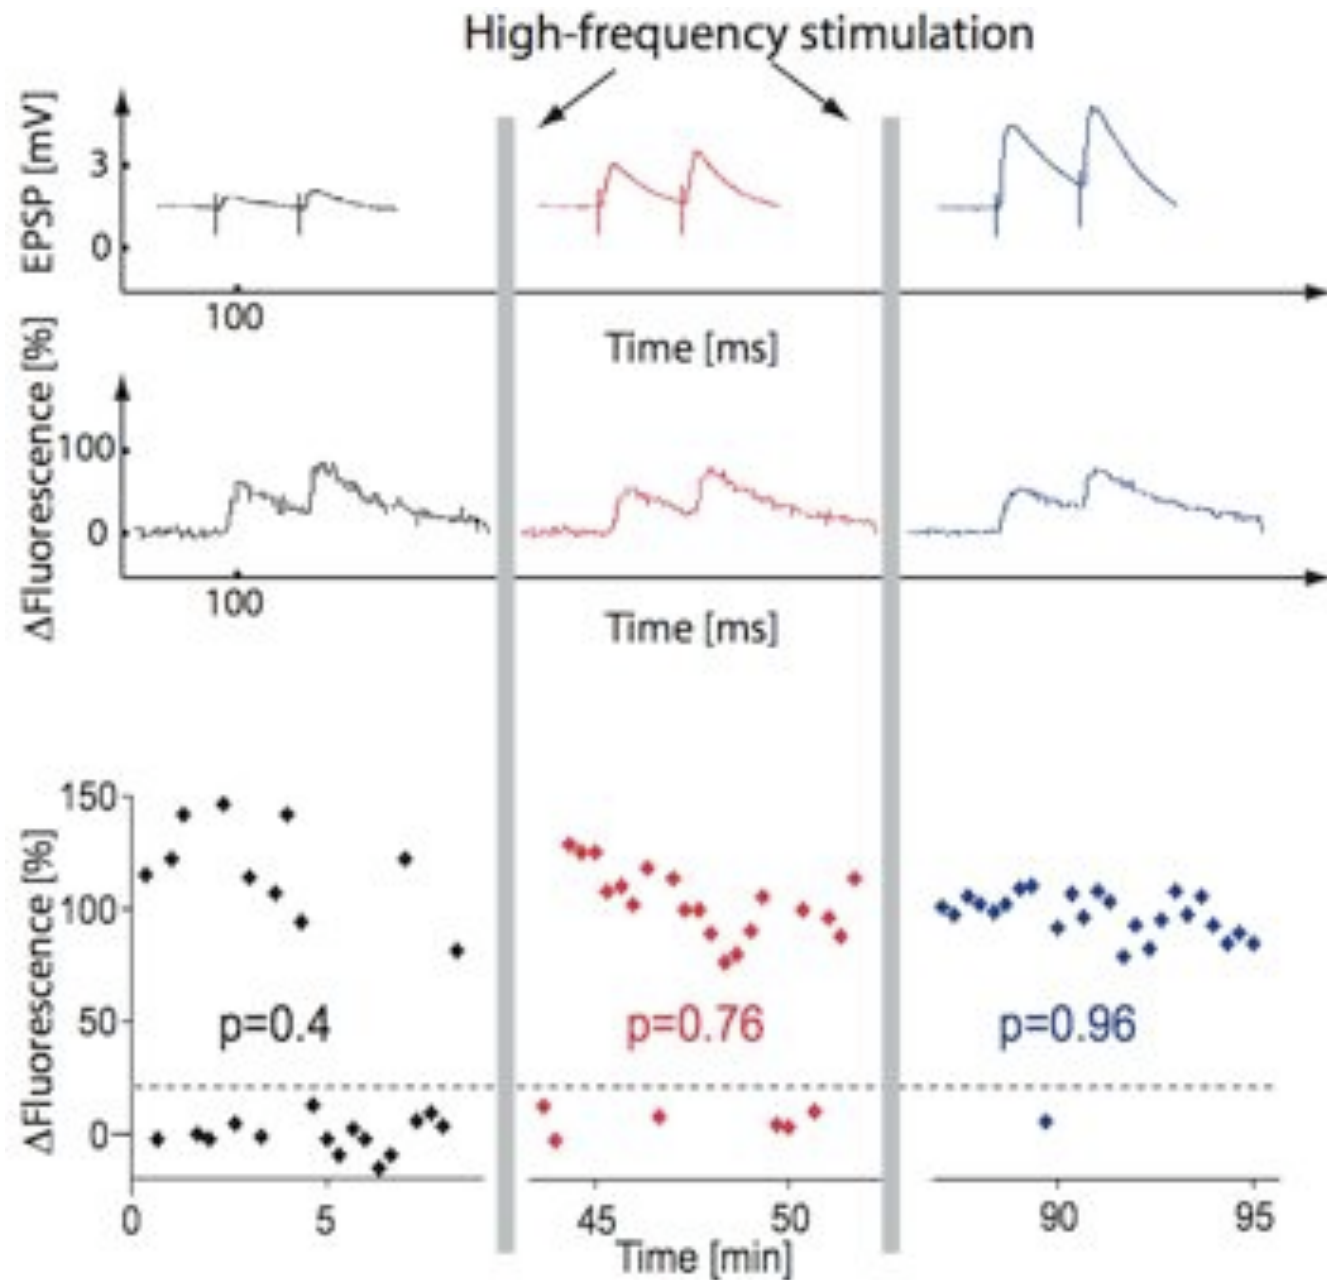 High-frequency stimulation
EPSP [mV]
3
0
100
Time [ms]
ΔFluorescence [%]
100
0
100
Time [ms]
ΔFluorescence [%]
150
100
50
0
p=0.4
p=0.76
p=0.96
0 5 45 50 90 95
Time [min]